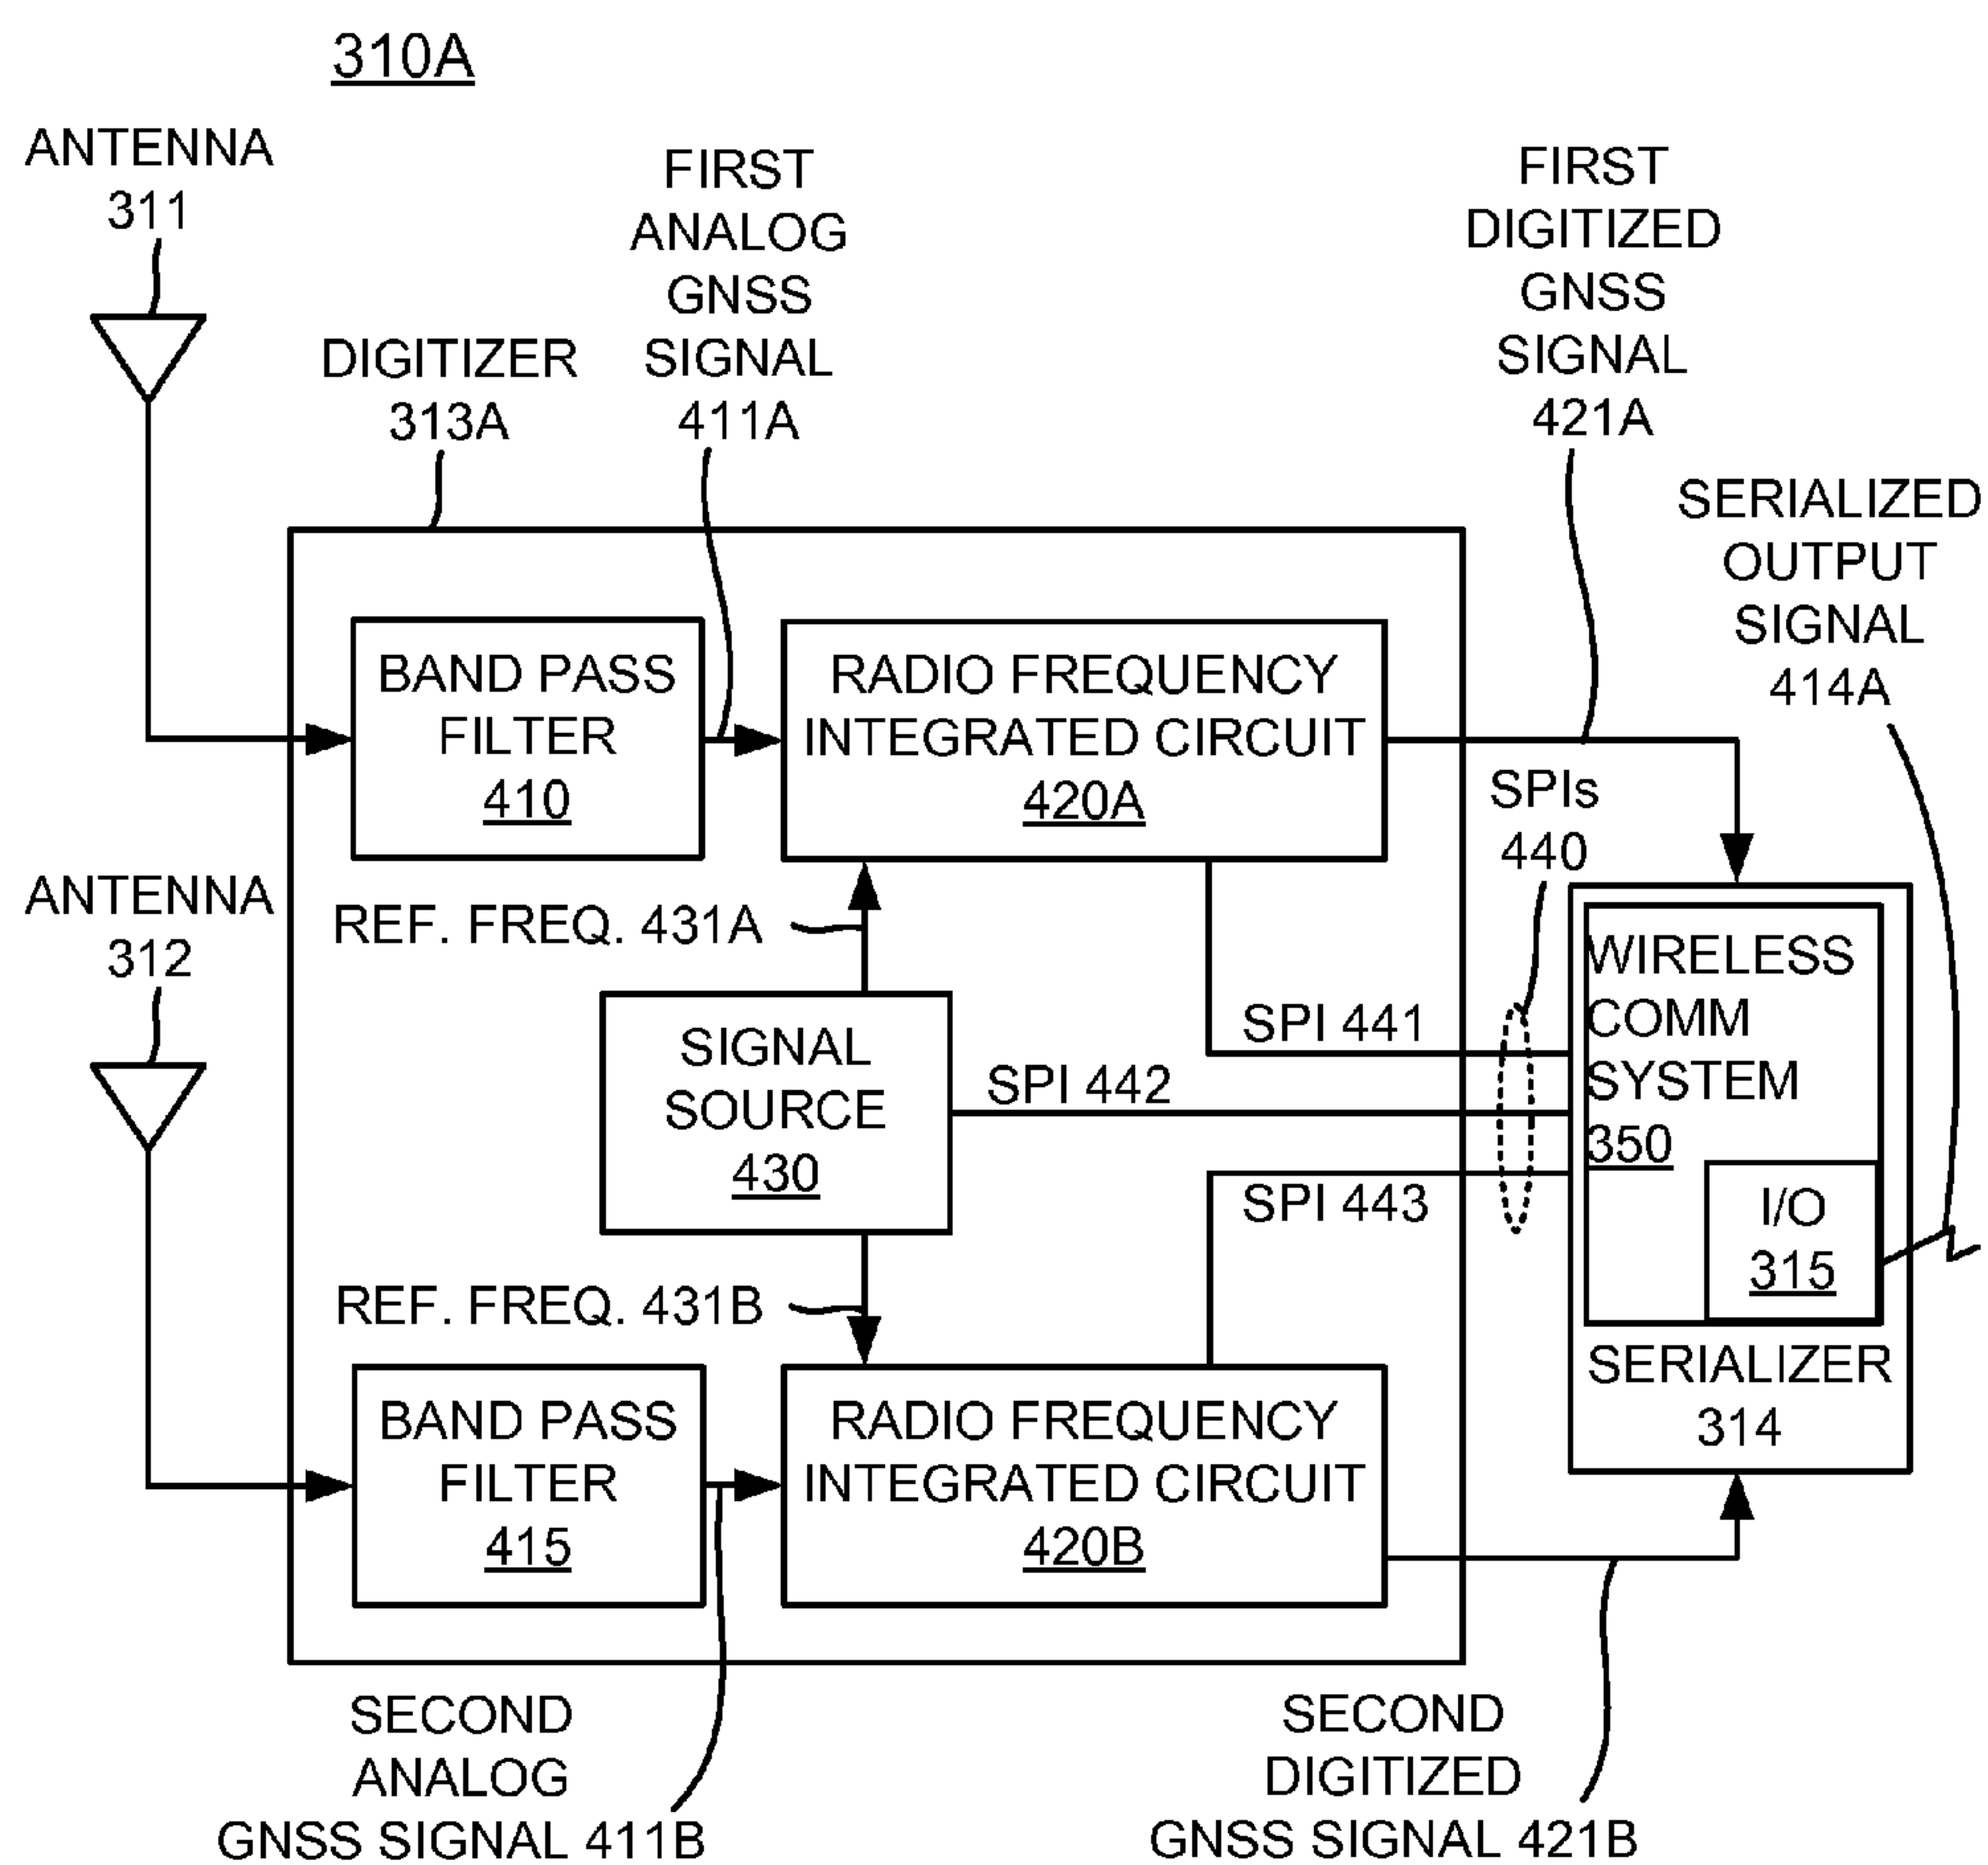 310A
ANTENNA
311
FIRST
ANALOG
GNSS
SIGNAL
411A
FIRST
DIGITIZED
GNSS
SIGNAL
421A
DIGITIZER
313A
SERIALIZED
OUTPUT
SIGNAL
414A
BAND PASS
FILTER
410
RADIO FREQUENCY
INTEGRATED CIRCUIT
420A
SPIs
440
ANTENNA
312
REF. FREQ. 431A
SIGNAL
SOURCE
430
SPI 441
SPI 442
SPI 443
WIRELESS
COMM
SYSTEM
350
I/O
315
SERIALIZER
314
REF. FREQ. 431B
BAND PASS
FILTER
415
RADIO FREQUENCY
INTEGRATED CIRCUIT
420B
SECOND
ANALOG
GNSS SIGNAL 411B
SECOND
DIGITIZED
GNSS SIGNAL 421B